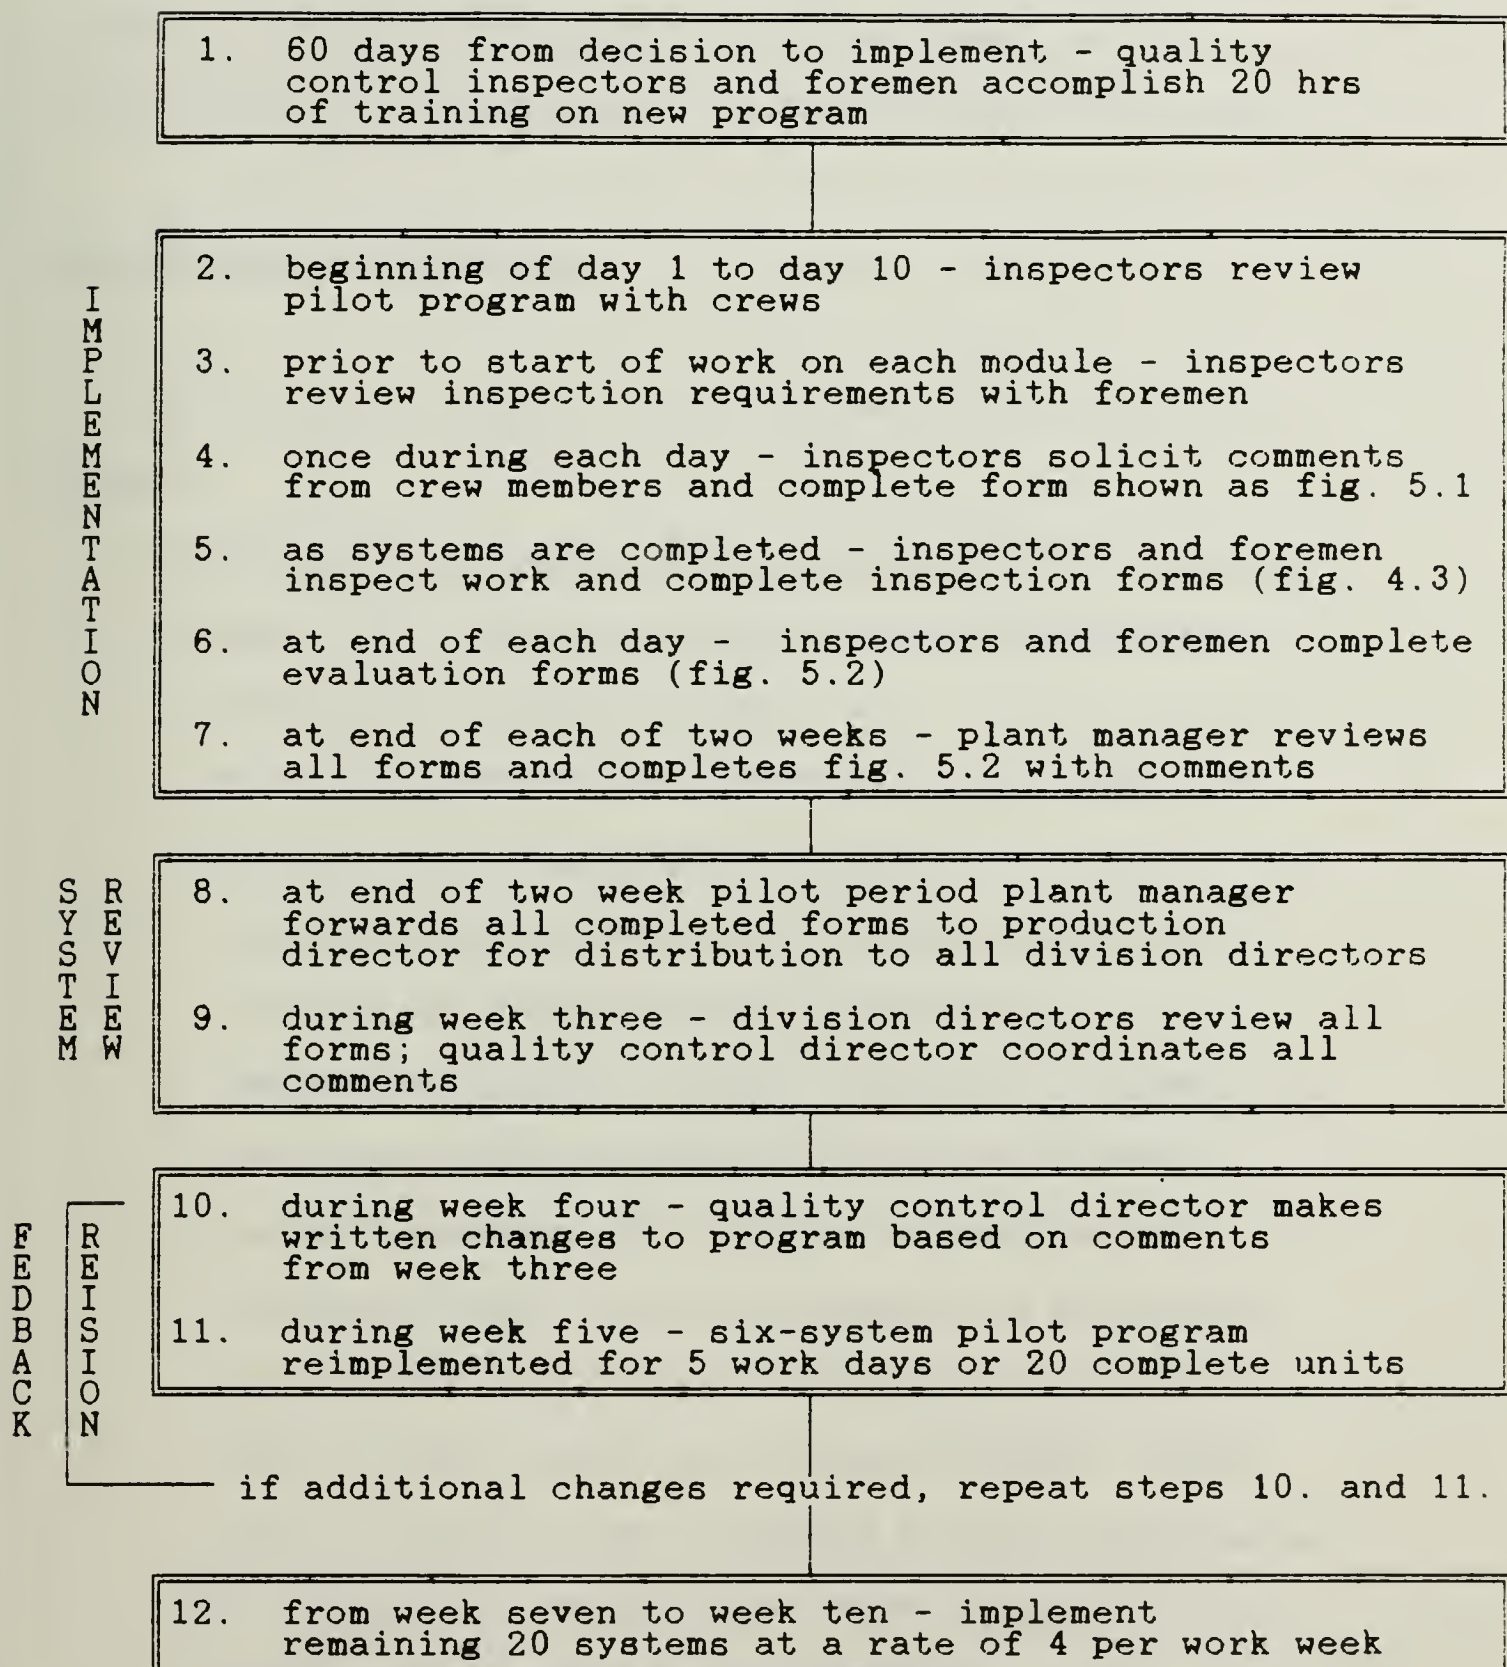 1. 60 days from decision to implement - quality
control inspectors and foremen accomplish 20 hrs
of training on new program
IMPLEMENTATION
2. beginning of day 1 to day 10 - inspectors review
pilot program with crews
3. prior to start of work on each module - inspectors
review inspection requirements with foremen
4. once during each day - inspectors solicit comments
from crew members and complete form shown as fig. 5.1
5. as systems are completed - inspectors and foremen
inspect work and complete inspection forms (fig. 4.3)
6. at end of each day - inspectors and foremen complete
evaluation forms (fig. 5.2)
7. at end of each of two weeks - plant manager reviews
all forms and completes fig. 5.2 with comments
SYSTEM
REVIEW
8. at end of two week pilot period plant manager
forwards all completed forms to production
director for distribution to all division directors
9. during week three - division directors review all
forms; quality control director coordinates all
comments
FEDBACK
REISION
10. during week four - quality control director makes
written changes to program based on comments
from week three
11. during week five - six-system pilot program
reimplemented for 5 work days or 20 complete units
if additional changes required, repeat steps 10. and 11.
12. from week seven to week ten - implement
remaining 20 systems at a rate of 4 per work week